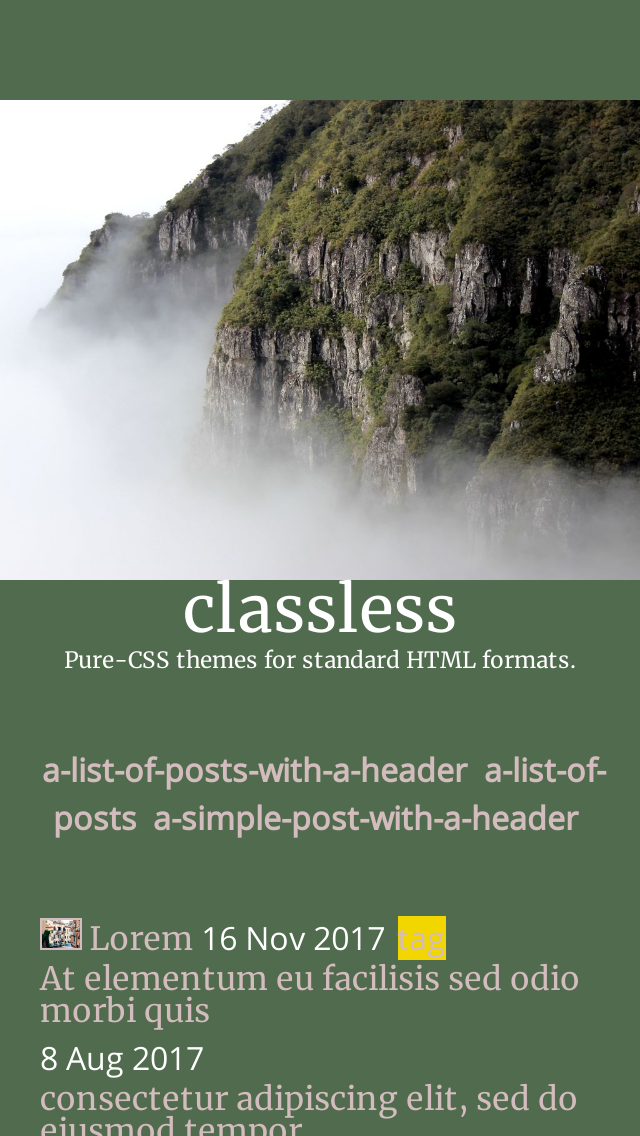 classless
Pure-CSS themes for standard HTML formats.
a-list-of-posts-with-a-header a-list-of-
posts a-simple-post-with-a-header
Lorem 16 Nov 2017 tag
At elementum eu facilisis sed odio
morbi quis
8 Aug 2017
consectetur adipiscing elit, sed do
eiusmod tempor